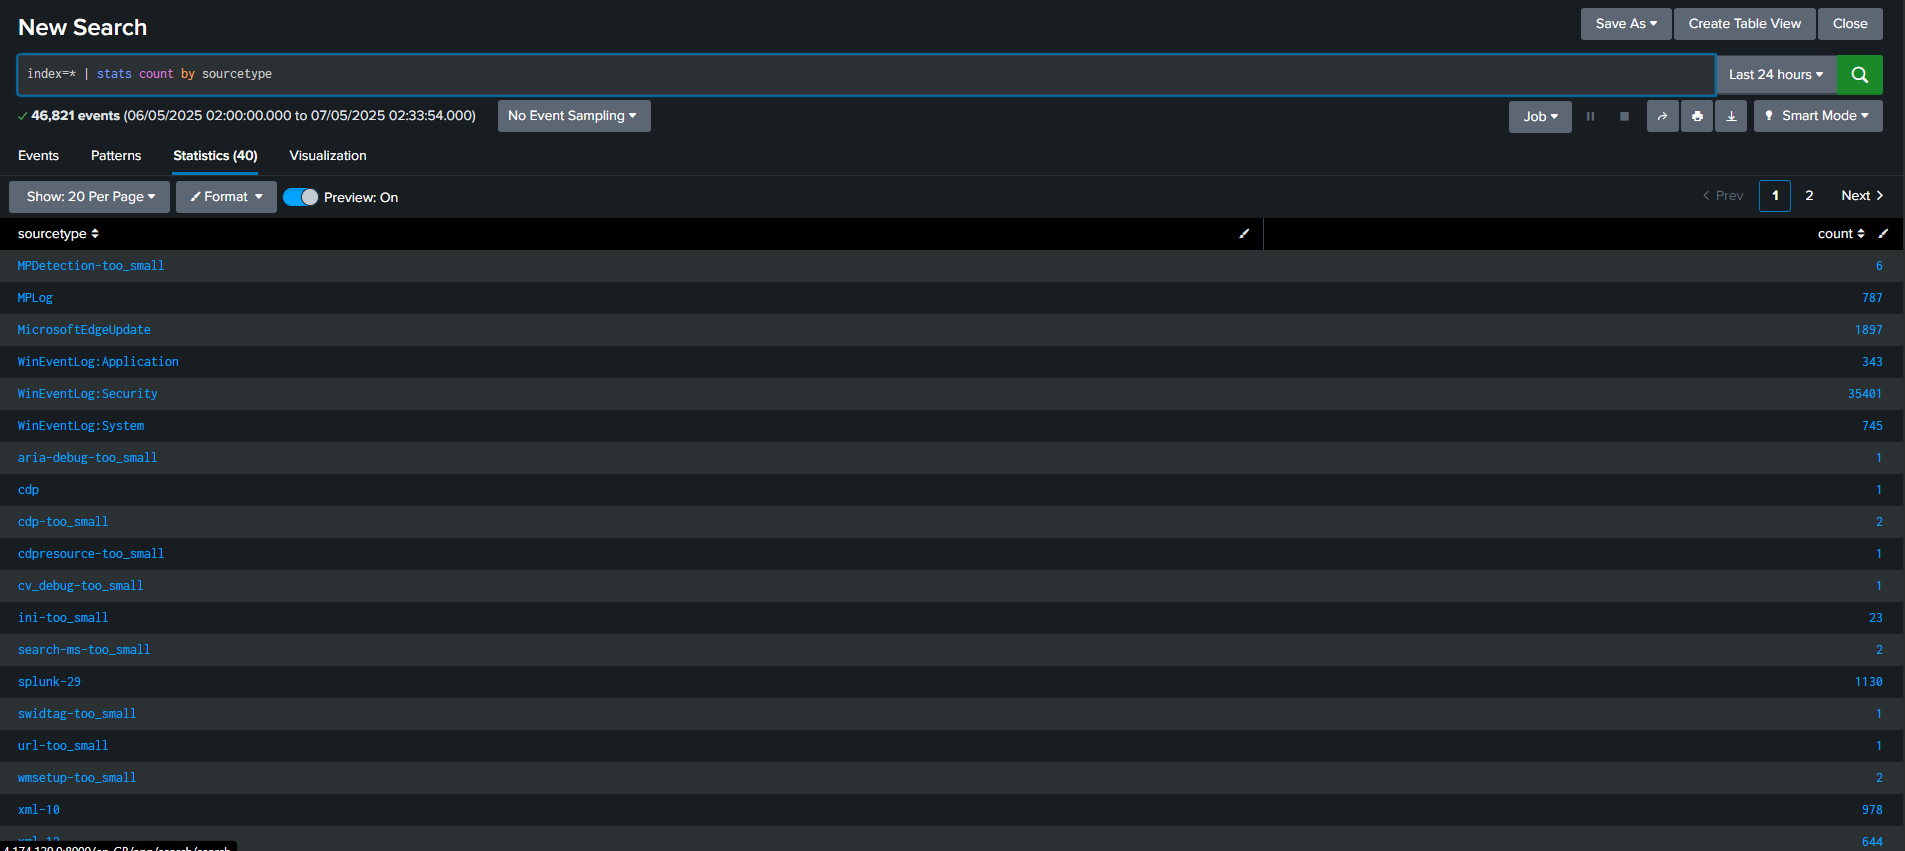 New Search
Save As
Create Table View
Close
index=* | stats count by sourcetype
Last 24 hours
46,821 events (06/05/2025 02:00:00.000 to 07/05/2025 02:33:54.000)
No Event Sampling
Job
Smart Mode
Events
Patterns
Statistics (40)
Visualization
Show: 20 Per Page
Format
Preview: On
Prev
1
2
Next
sourcetype count
MPDetection-too_small 6
MPLog 787
MicrosoftEdgeUpdate 1897
WinEventLog:Application 343
WinEventLog:Security 35401
WinEventLog:System 745
aria-debug-too_small 1
cdp 1
cdp-too_small 2
cdpresource-too_small 1
cv_debug-too_small 1
ini-too_small 23
search-ms-too_small 2
splunk-29 1130
swidtag-too_small 1
url-too_small 1
wmsetup-too_small 2
xml-10 978
644